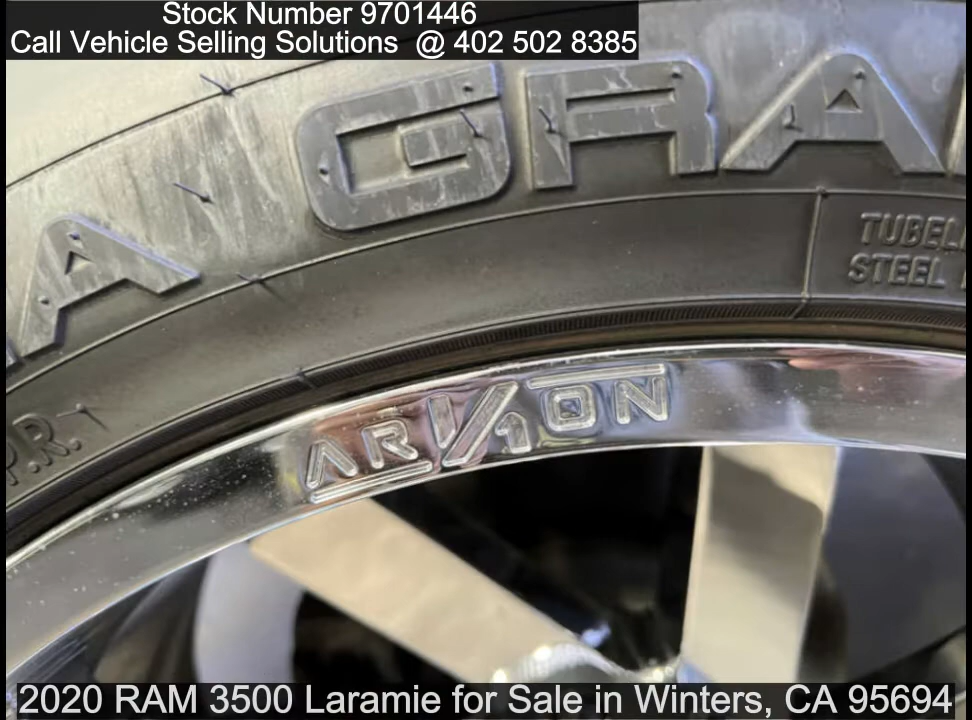 Stock Number 9701446
Call Vehicle Selling Solutions @ 402 502 8385
A GRA
TUBEL
STEEL
P.R.
ARKON
2020 RAM 3500 Laramie for Sale in Winters, CA 95694